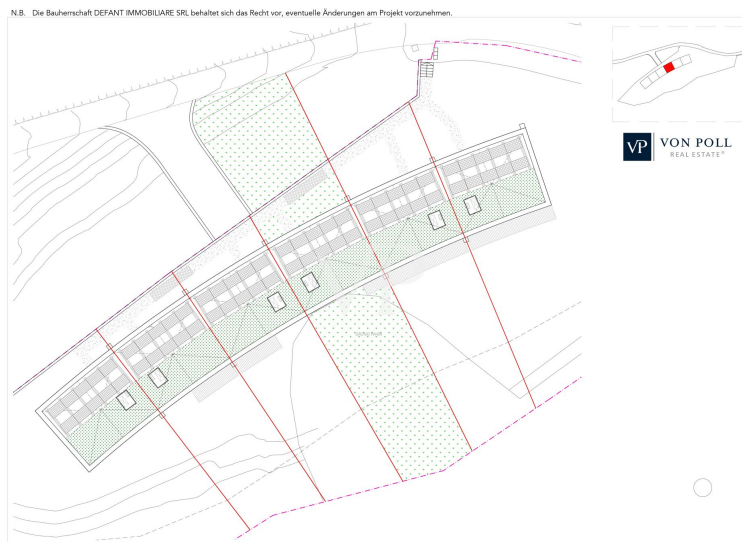 N.B. Die Bauherrschaft DEFANT IMMOBILIARE SRL behaltet sich das Recht vor, eventuelle Änderungen am Projekt vorzunehmen.
VP VON POLL
REAL ESTATE®